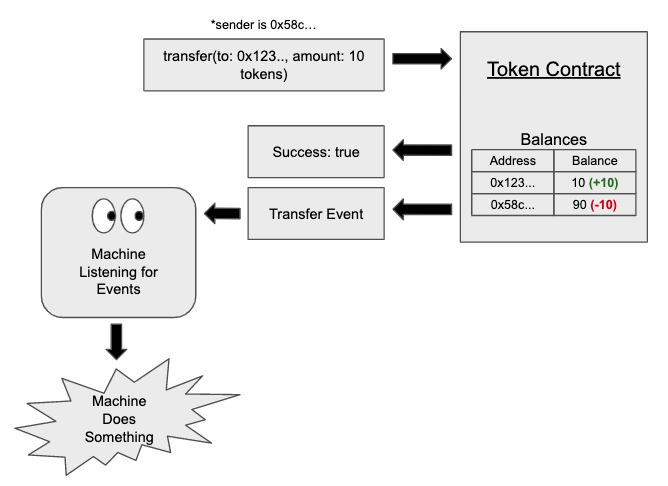 *sender is 0x58c...
transfer(to: 0x123.., amount: 10
tokens)
Token Contract
Success: true
Balances
Address Balance
0x123... 10 (+10)
0x58c... 90 (-10)
Transfer Event
Machine
Listening for
Events
Machine
Does
Something